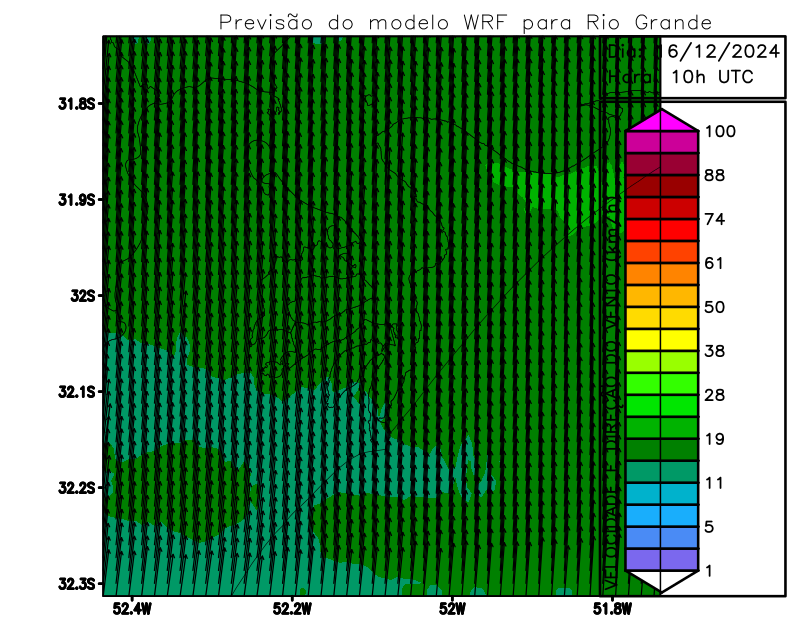 Previsão do modelo WRF para Rio Grande
Dia: 16/12/2024
Hora: 10h UTC
31.8S
31.9S
32S
32.1S
32.2S
32.3S
52.4W
52.2W
52W
51.8W
VELOCIDADE E DIREÇÃO DO VENTO (km/h)
100
88
74
61
50
38
28
19
11
5
1